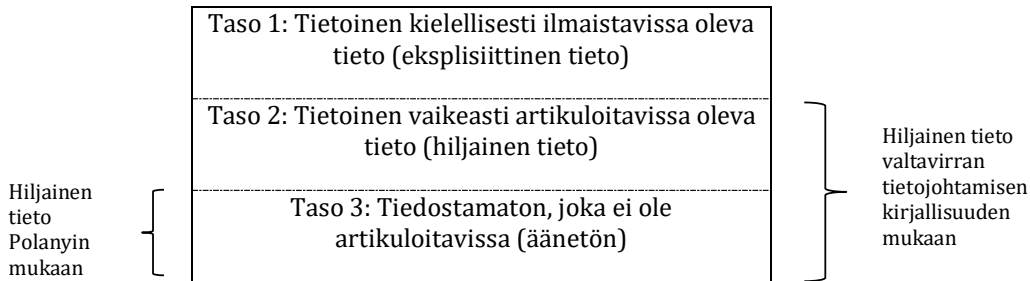 Taso 1: Tietoinen kielellisesti ilmaistavissa oleva
tieto (eksplisiittinen tieto)
Taso 2: Tietoinen vaikeasti artikuloitavissa oleva
tieto (hiljainen tieto)
Taso 3: Tiedostamaton, joka ei ole
artikuloitavissa (äänetön)
Hiljainen
tieto
Polanyin
mukaan
Hiljainen tieto
valtavirran
tietojohtamisen
kirjallisuuden
mukaan